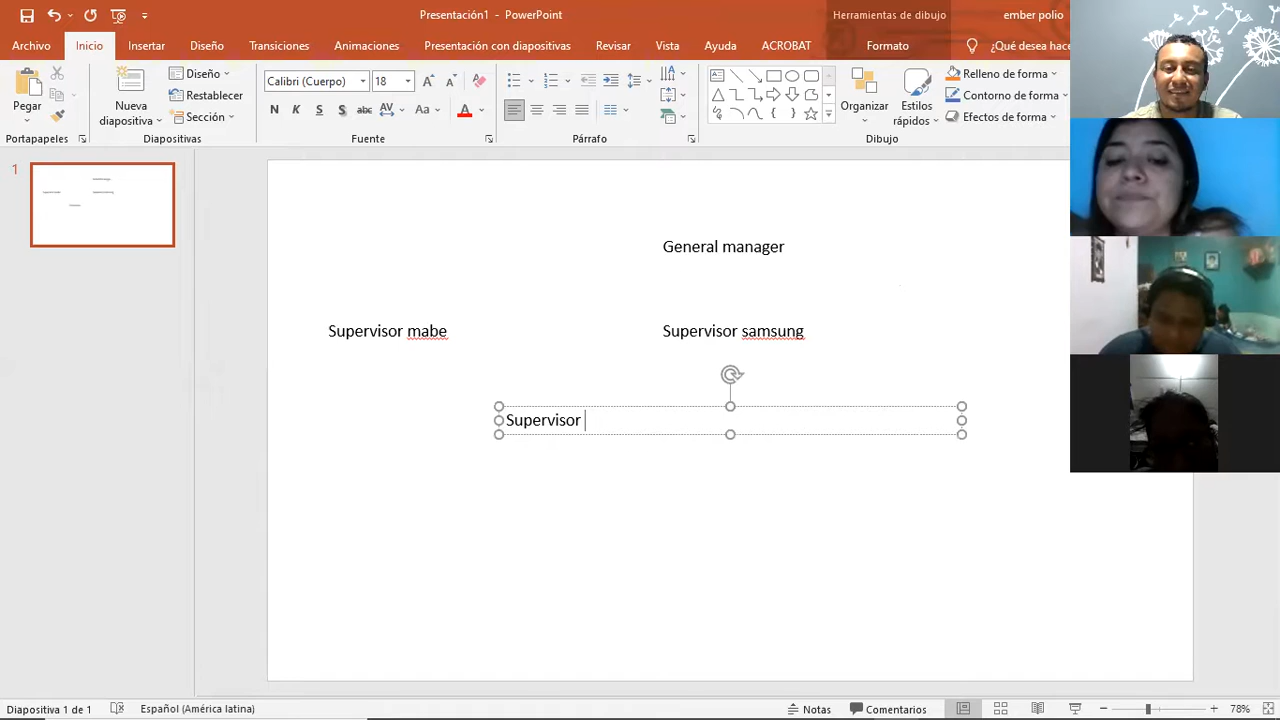 Presentación1 - PowerPoint
Herramientas de dibujo
ember polio
Archivo
Inicio
Insertar
Diseño
Transiciones
Animaciones
Presentación con diapositivas
Revisar
Vista
Ayuda
ACROBAT
Formato
¿Qué desea hace
Pegar
Portapapeles
Nueva
diapositiva
Diseño
Restablecer
Sección
Diapositivas
Calibri (Cuerpo)
18
N K S S abc AV Aa A
Fuente
Párrafo
Organizar
Estilos
rápidos
Relleno de forma
Contorno de forma
Efectos de forma
Dibujo
1
General manager
Supervisor mabe
Supervisor samsung
Supervisor
Diapositiva 1 de 1
Español (América latina)
Notas
Comentarios
78%